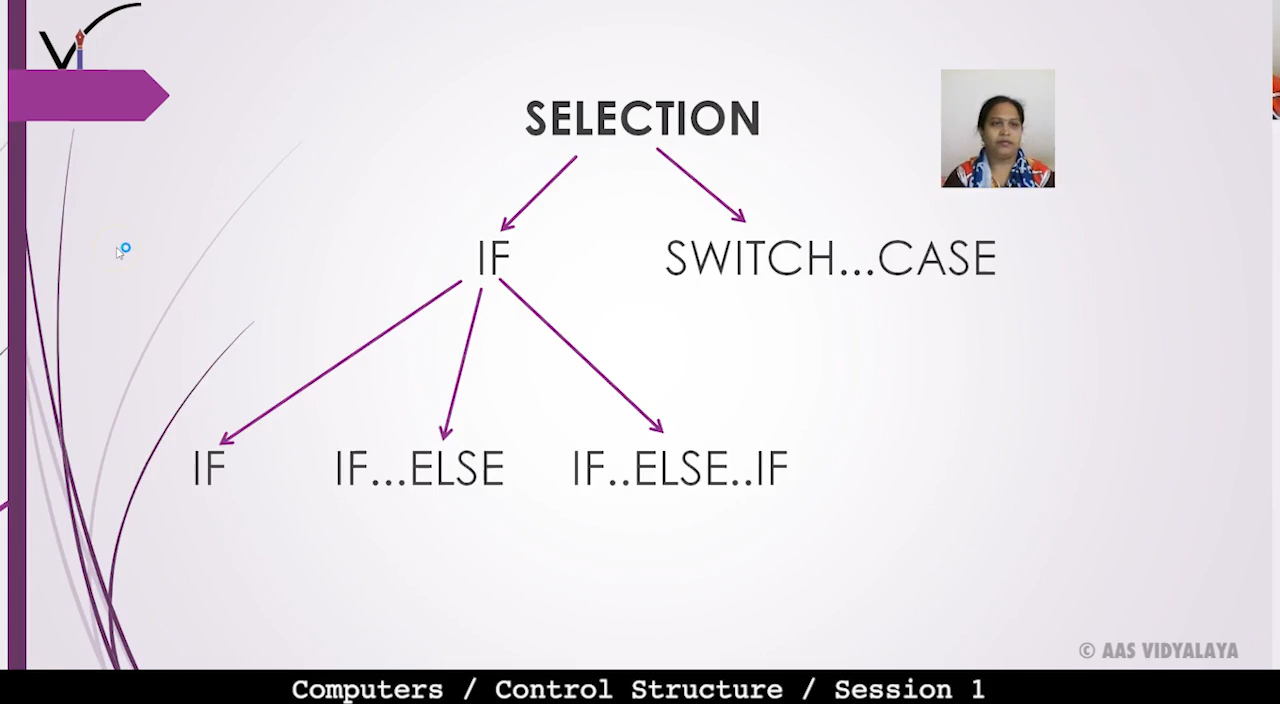 SELECTION
IF
SWITCH...CASE
IF
IF...ELSE
IF..ELSE..IF
© AAS VIDYALAYA
Computers / Control Structure / Session 1